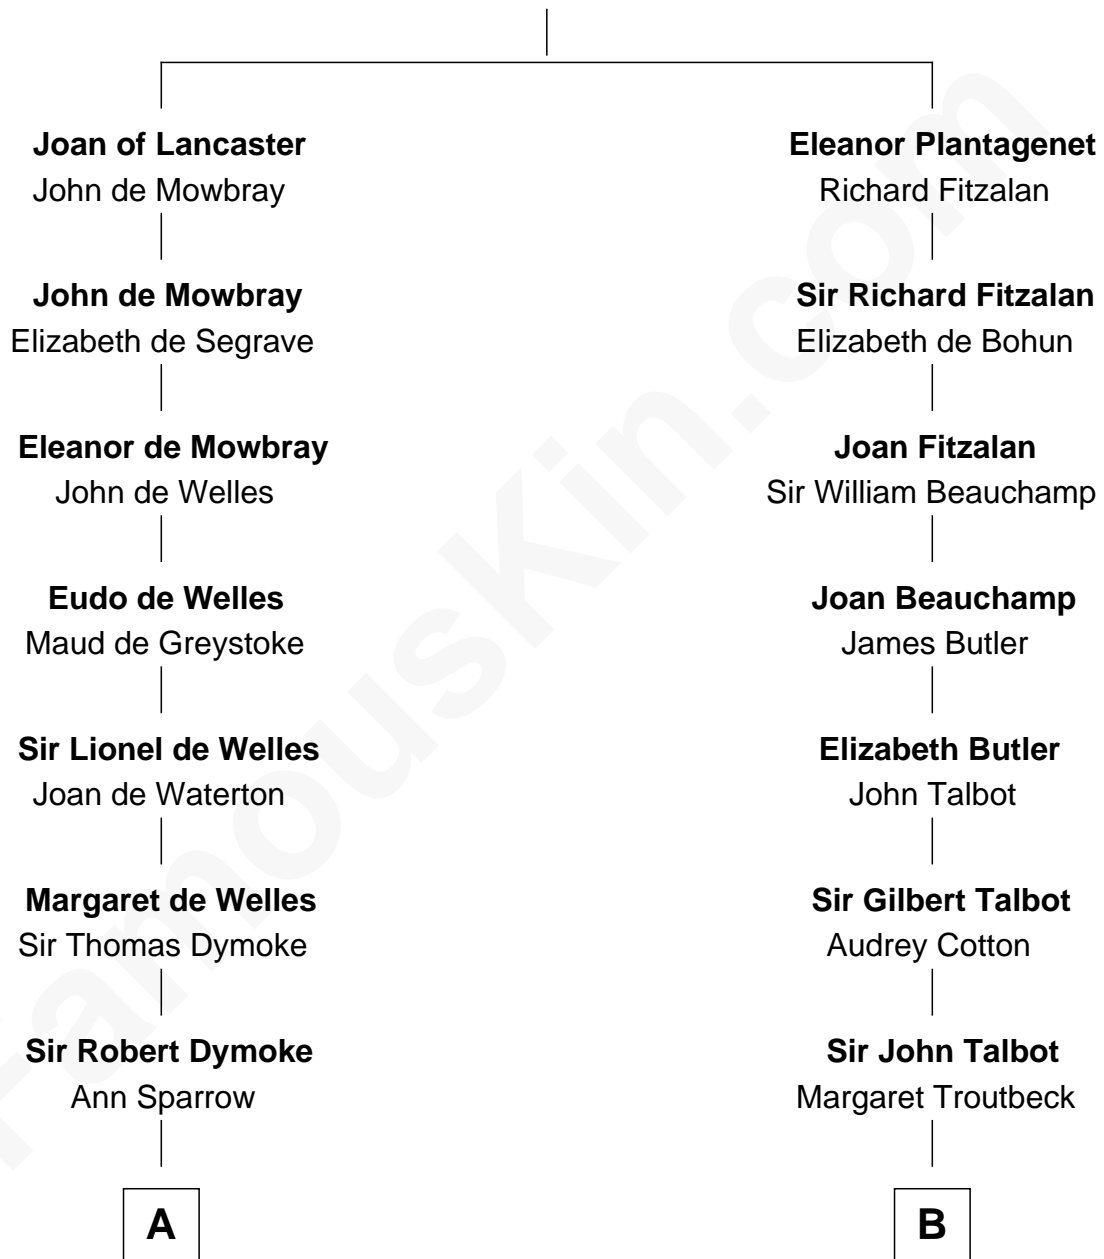 Joan of Lancaster
John de Mowbray
Eleanor Plantagenet
Richard Fitzalan
John de Mowbray
Elizabeth de Segrave
Sir Richard Fitzalan
Elizabeth de Bohun
Eleanor de Mowbray
John de Welles
Joan Fitzalan
Sir William Beauchamp
Eudo de Welles
Maud de Greystoke
Joan Beauchamp
James Butler
Sir Lionel de Welles
Joan de Waterton
Elizabeth Butler
John Talbot
Margaret de Welles
Sir Thomas Dymoke
Sir Gilbert Talbot
Audrey Cotton
Sir Robert Dymoke
Ann Sparrow
Sir John Talbot
Margaret Troutbeck
A
B
FamousKin.com